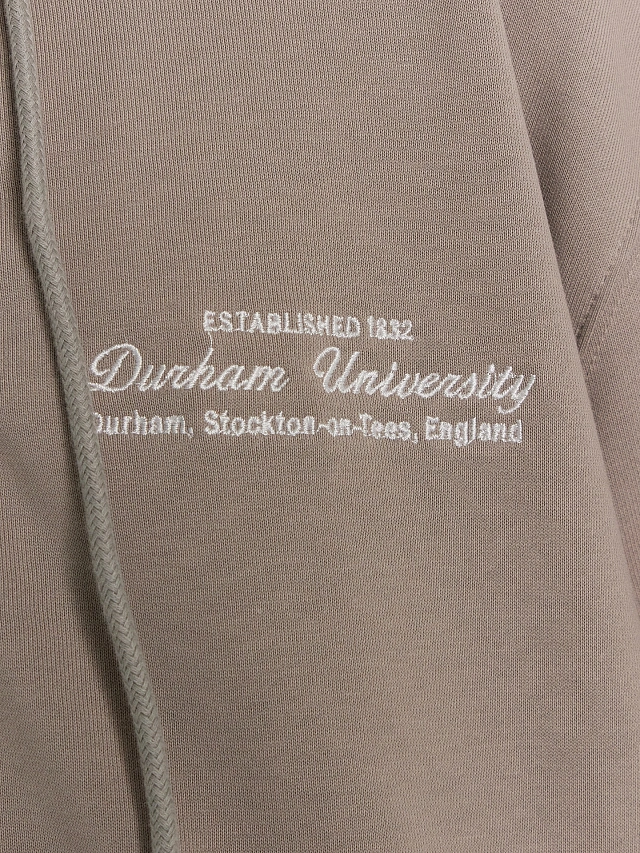 ESTABLISHED 1832
Durham University
Durham, Stockton-on-Tees, England